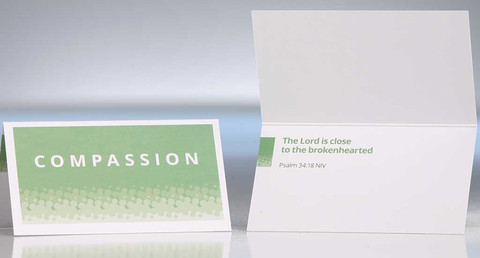 COMPASSION
The Lord is close
to the brokenhearted
Psalm 34:18 NIV